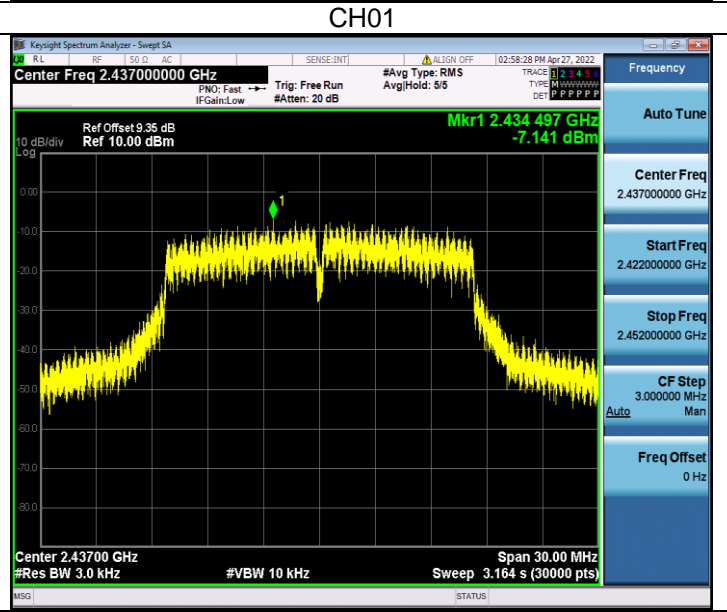 CH01
Keysight Spectrum Analyzer - Swept SA
RL RF 50 Ω AC SENSE:INT ALIGN OFF 02:58:28 PM Apr 27, 2022
Center Freq 2.437000000 GHz
PNO: Fast
IFGain:Low
Trig: Free Run
#Atten: 20 dB
#Avg Type: RMS
Avg|Hold: 5/5
TRACE 1 2 3 4 5 6
TYPE M WWWWW
DET P P P P P P
Ref Offset 9.35 dB
10 dB/div Ref 10.00 dBm
Log
Mkr1 2.434 497 GHz
-7.141 dBm
1
0.00
-10.0
-20.0
-30.0
-40.0
-50.0
-60.0
-70.0
-80.0
Center 2.43700 GHz Span 30.00 MHz
#Res BW 3.0 kHz #VBW 10 kHz Sweep 3.164 s (30000 pts)
MSG STATUS
Frequency
Auto Tune
Center Freq
2.437000000 GHz
Start Freq
2.422000000 GHz
Stop Freq
2.452000000 GHz
CF Step
3.000000 MHz
Auto Man
Freq Offset
0 Hz